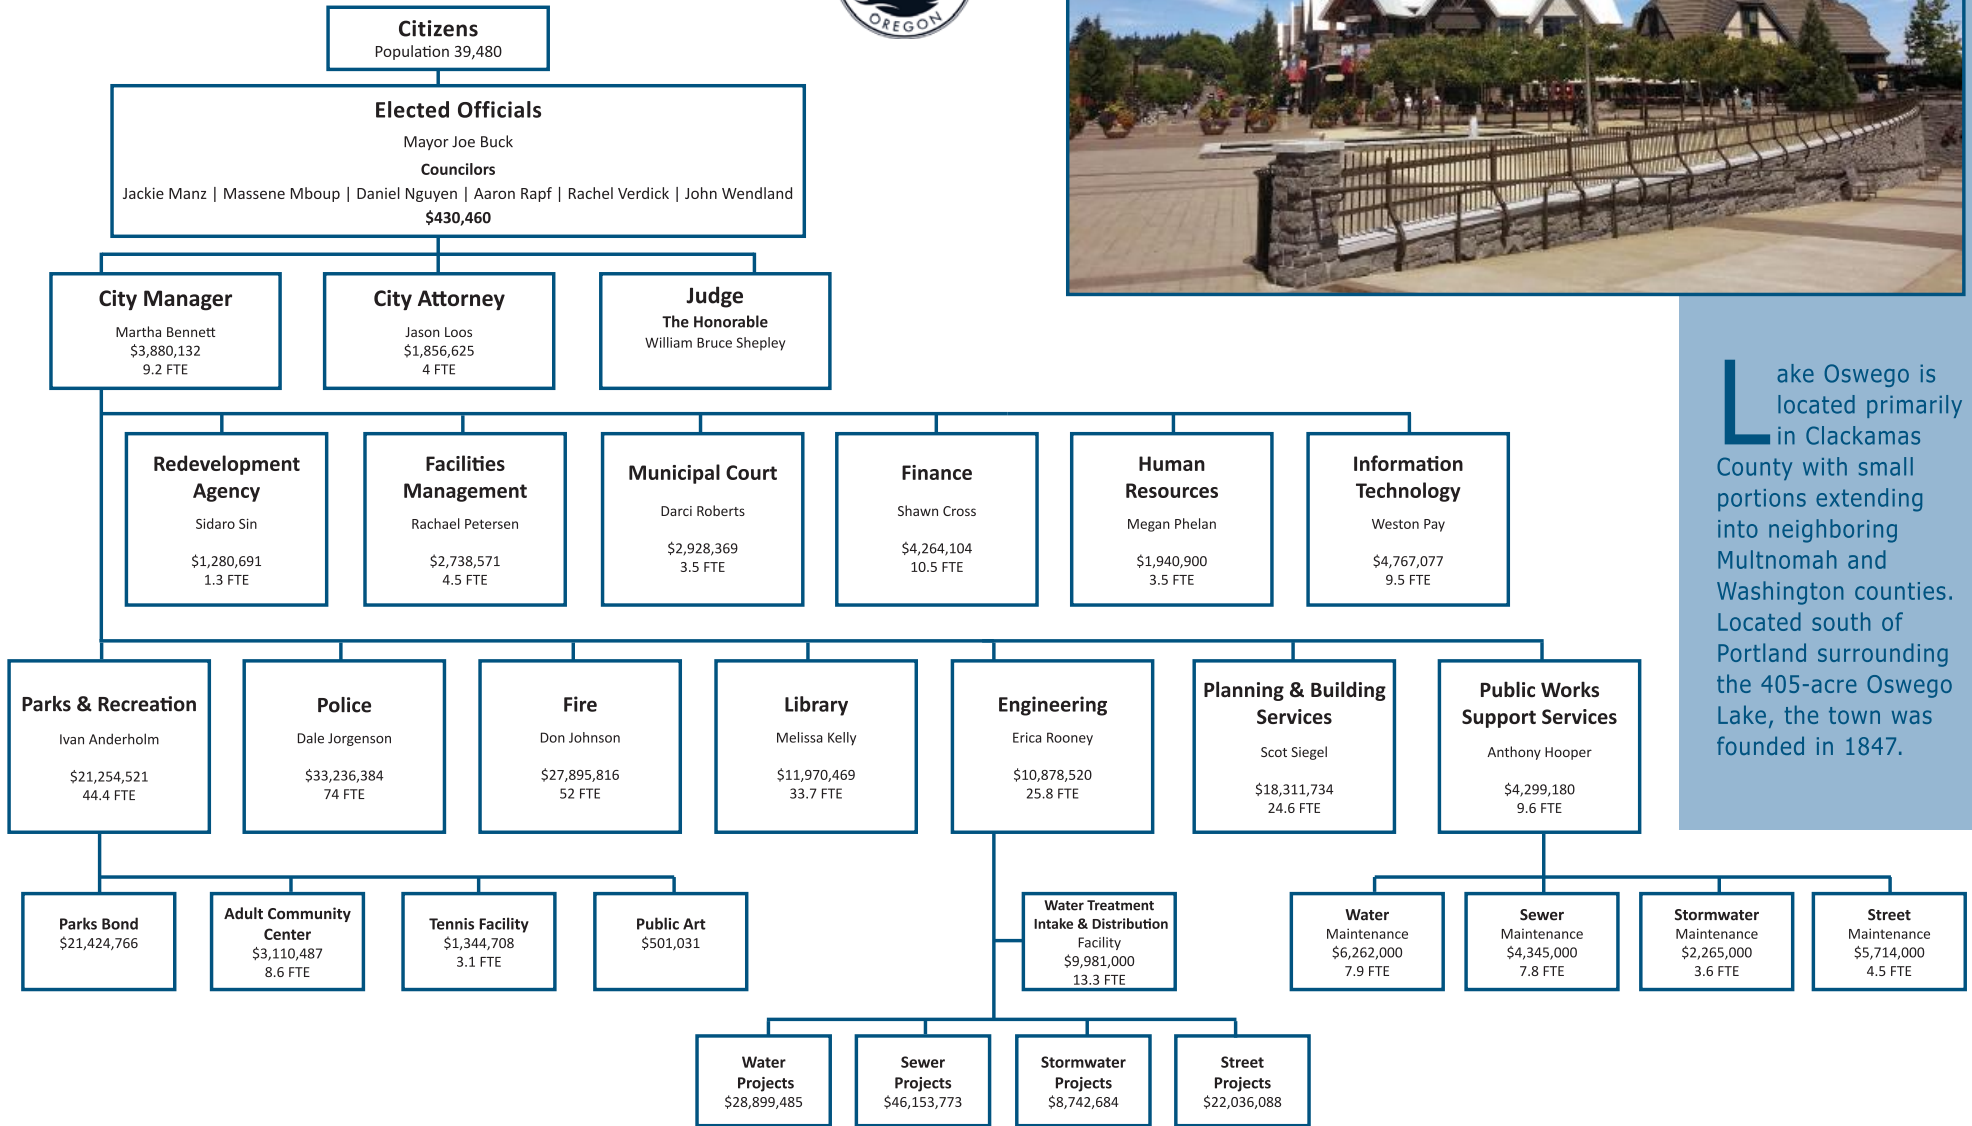 OREGON
Citizens
Population 39,480
Elected Officials
Mayor Joe Buck
Councilors
Jackie Manz | Massene Mboup | Daniel Nguyen | Aaron Rapf | Rachel Verdick | John Wendland
$430,460
City Manager
Martha Bennett
$3,880,132
9.2 FTE
City Attorney
Jason Loos
$1,856,625
4 FTE
Judge
The Honorable
William Bruce Shepley
Redevelopment
Agency
Sidaro Sin
$1,280,691
1.3 FTE
Facilities
Management
Rachael Petersen
$2,738,571
4.5 FTE
Municipal Court
Darci Roberts
$2,928,369
3.5 FTE
Finance
Shawn Cross
$4,264,104
10.5 FTE
Human
Resources
Megan Phelan
$1,940,900
3.5 FTE
Information
Technology
Weston Pay
$4,767,077
9.5 FTE
Parks & Recreation
Ivan Anderholm
$21,254,521
44.4 FTE
Police
Dale Jorgenson
$33,236,384
74 FTE
Fire
Don Johnson
$27,895,816
52 FTE
Library
Melissa Kelly
$11,970,469
33.7 FTE
Engineering
Erica Rooney
$10,878,520
25.8 FTE
Planning & Building
Services
Scot Siegel
$18,311,734
24.6 FTE
Public Works
Support Services
Anthony Hooper
$4,299,180
9.6 FTE
Parks Bond
$21,424,766
Adult Community
Center
$3,110,487
8.6 FTE
Tennis Facility
$1,344,708
3.1 FTE
Public Art
$501,031
Water Treatment
Intake & Distribution
Facility
$9,981,000
13.3 FTE
Water
Maintenance
$6,262,000
7.9 FTE
Sewer
Maintenance
$4,345,000
7.8 FTE
Stormwater
Maintenance
$2,265,000
3.6 FTE
Street
Maintenance
$5,714,000
4.5 FTE
Water
Projects
$28,899,485
Sewer
Projects
$46,153,773
Stormwater
Projects
$8,742,684
Street
Projects
$22,036,088
Lake Oswego is
located primarily
in Clackamas
County with small
portions extending
into neighboring
Multnomah and
Washington counties.
Located south of
Portland surrounding
the 405-acre Oswego
Lake, the town was
founded in 1847.